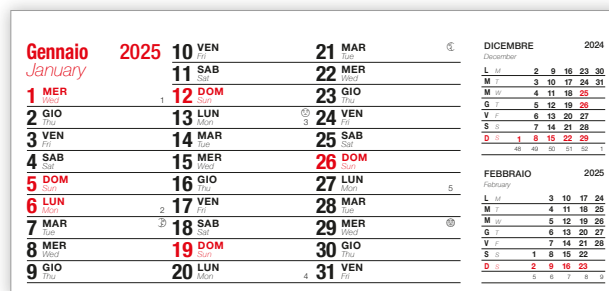 Gennaio 2025
January
1 MER Wed 1
2 GIO Thu
3 VEN Fri
4 SAB Sat
5 DOM Sun
6 LUN Mon 2
7 MAR Tue
8 MER Wed
9 GIO Thu
10 VEN Fri
11 SAB Sat
12 DOM Sun
13 LUN Mon 3
14 MAR Tue
15 MER Wed
16 GIO Thu
17 VEN Fri
18 SAB Sat
19 DOM Sun
20 LUN Mon 4
21 MAR Tue
22 MER Wed
23 GIO Thu
24 VEN Fri
25 SAB Sat
26 DOM Sun
27 LUN Mon 5
28 MAR Tue
29 MER Wed
30 GIO Thu
31 VEN Fri
DICEMBRE 2024
December
L M 2 9 16 23 30
M T 3 10 17 24 31
M W 4 11 18 25
G T 5 12 19 26
V F 6 13 20 27
S S 7 14 21 28
D S 1 8 15 22 29
48 49 50 51 52 1
FEBBRAIO 2025
February
L M 3 10 17 24
M T 4 11 18 25
M W 5 12 19 26
G T 6 13 20 27
V F 7 14 21 28
S S 1 8 15 22
D S 2 9 16 23
5 6 7 8 9